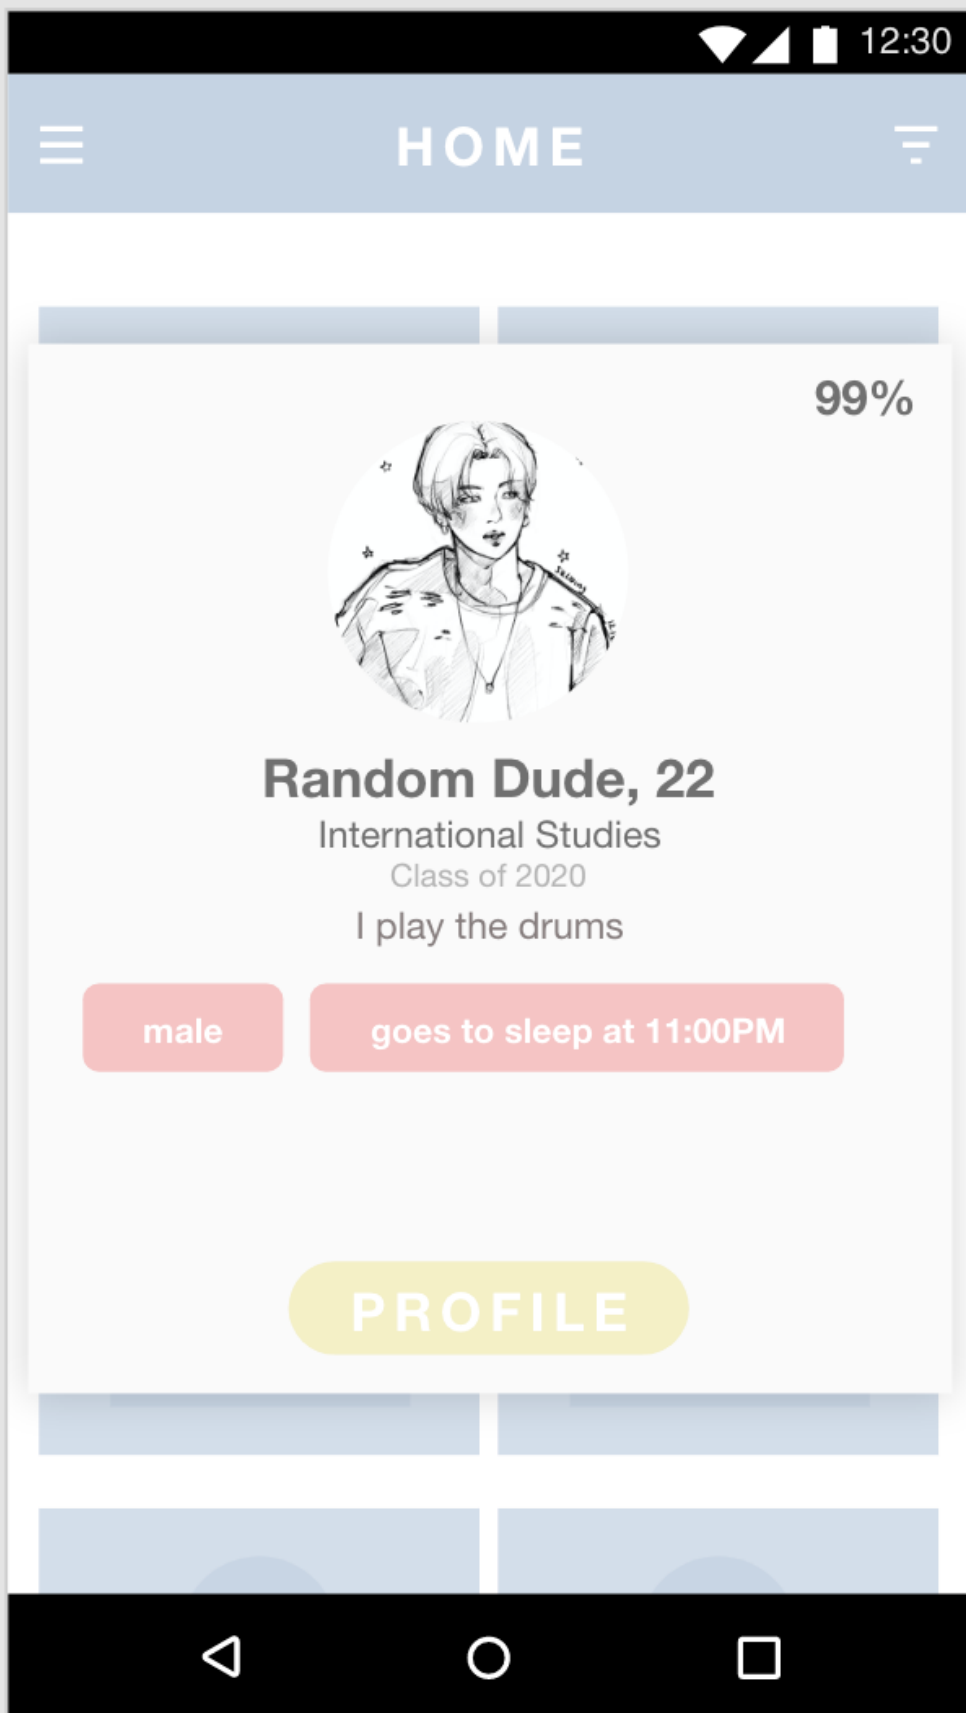 12:30
HOME
99%
Random Dude, 22
International Studies
Class of 2020
I play the drums
male
goes to sleep at 11:00PM
PROFILE